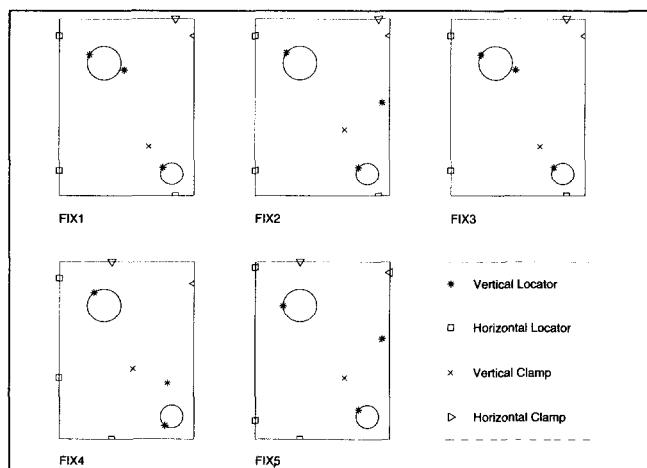 FIX1
FIX2
FIX3
FIX4
FIX5
Vertical Locator
Horizontal Locator
Vertical Clamp
Horizontal Clamp